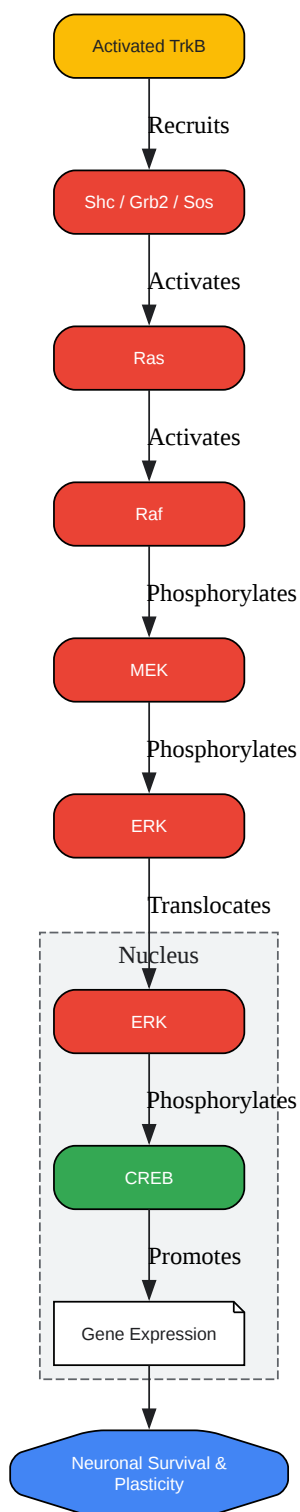 Activated TrkB
Recruits
Shc / Grb2 / Sos
Activates
Ras
Activates
Raf
Phosphorylates
MEK
Phosphorylates
ERK
Translocates
Nucleus
ERK
Phosphorylates
CREB
Promotes
Gene Expression
Neuronal Survival &
Plasticity